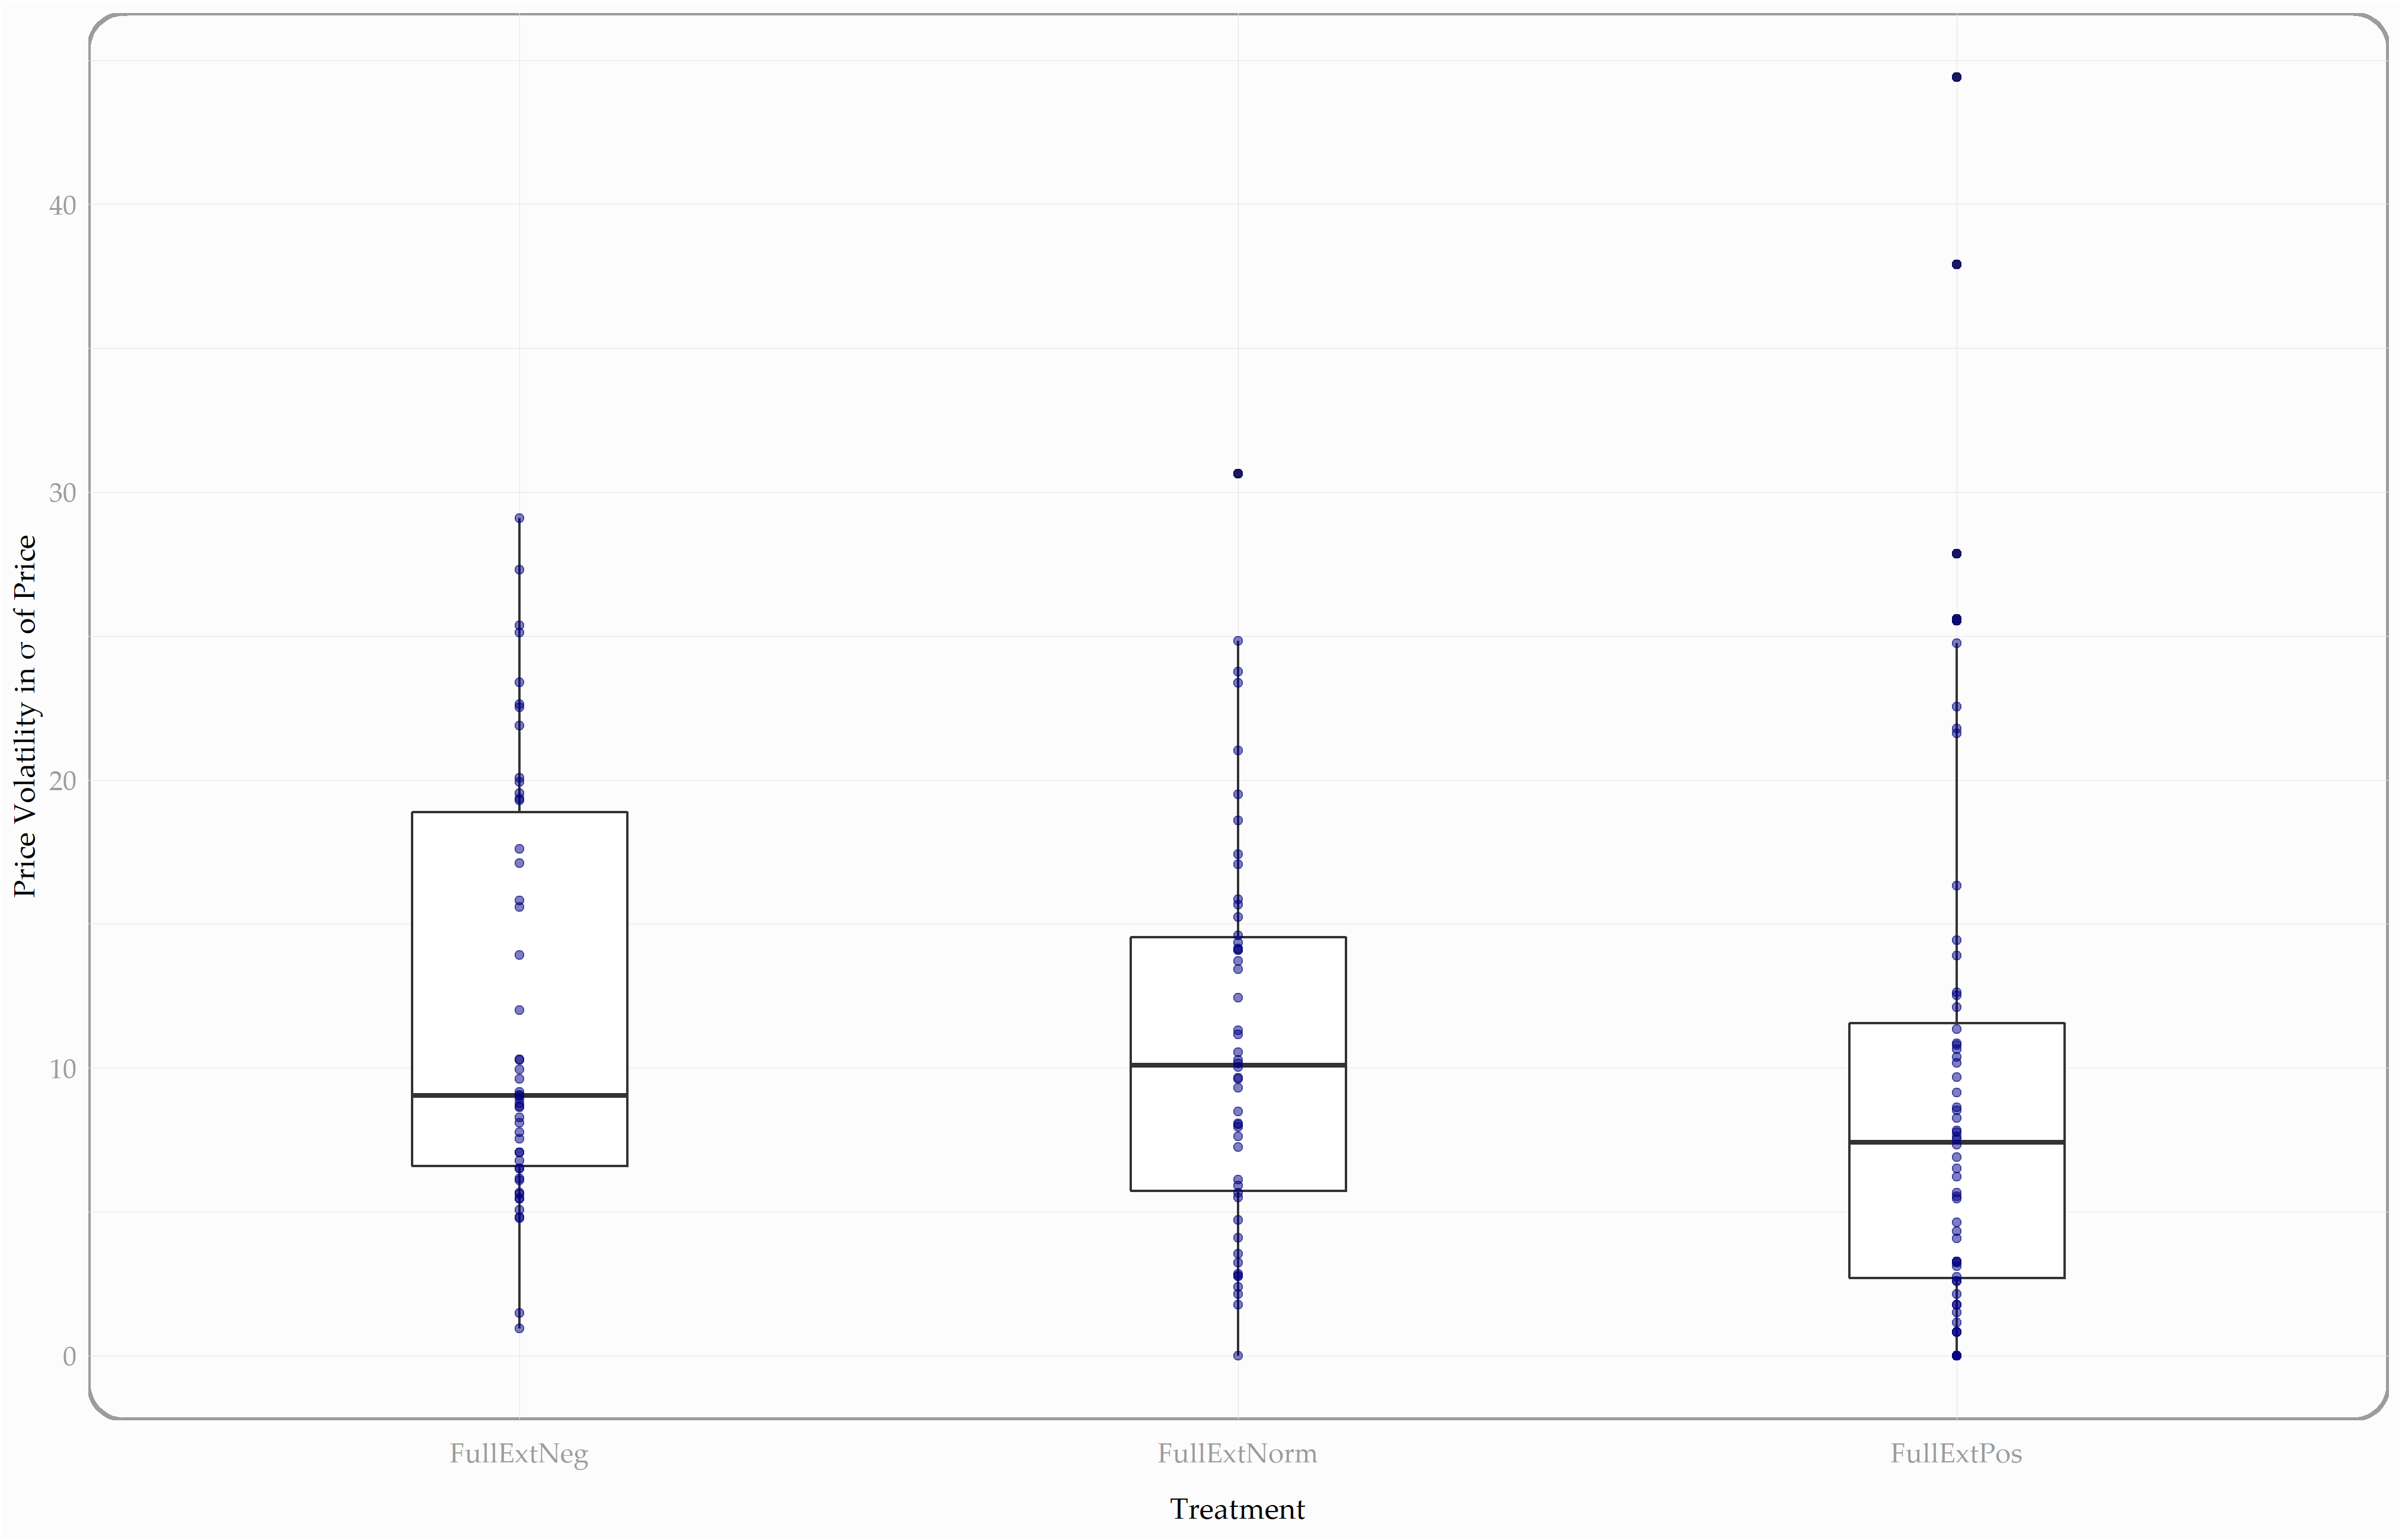 Price Volatility in σ of Price
40
30
20
10
0
FullExtNeg FullExtNorm FullExtPos
Treatment